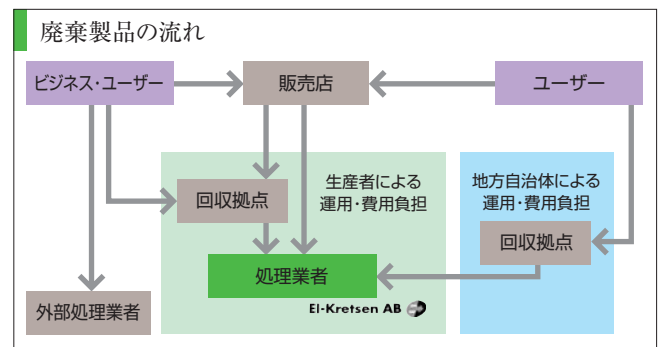 廃棄製品の流れ
ビジネス・ユーザー
販売店
ユーザー
生産者による
運用・費用負担
地方自治体による
運用・費用負担
回収拠点
回収拠点
処理業者
El-Kretsen AB
外部処理業者